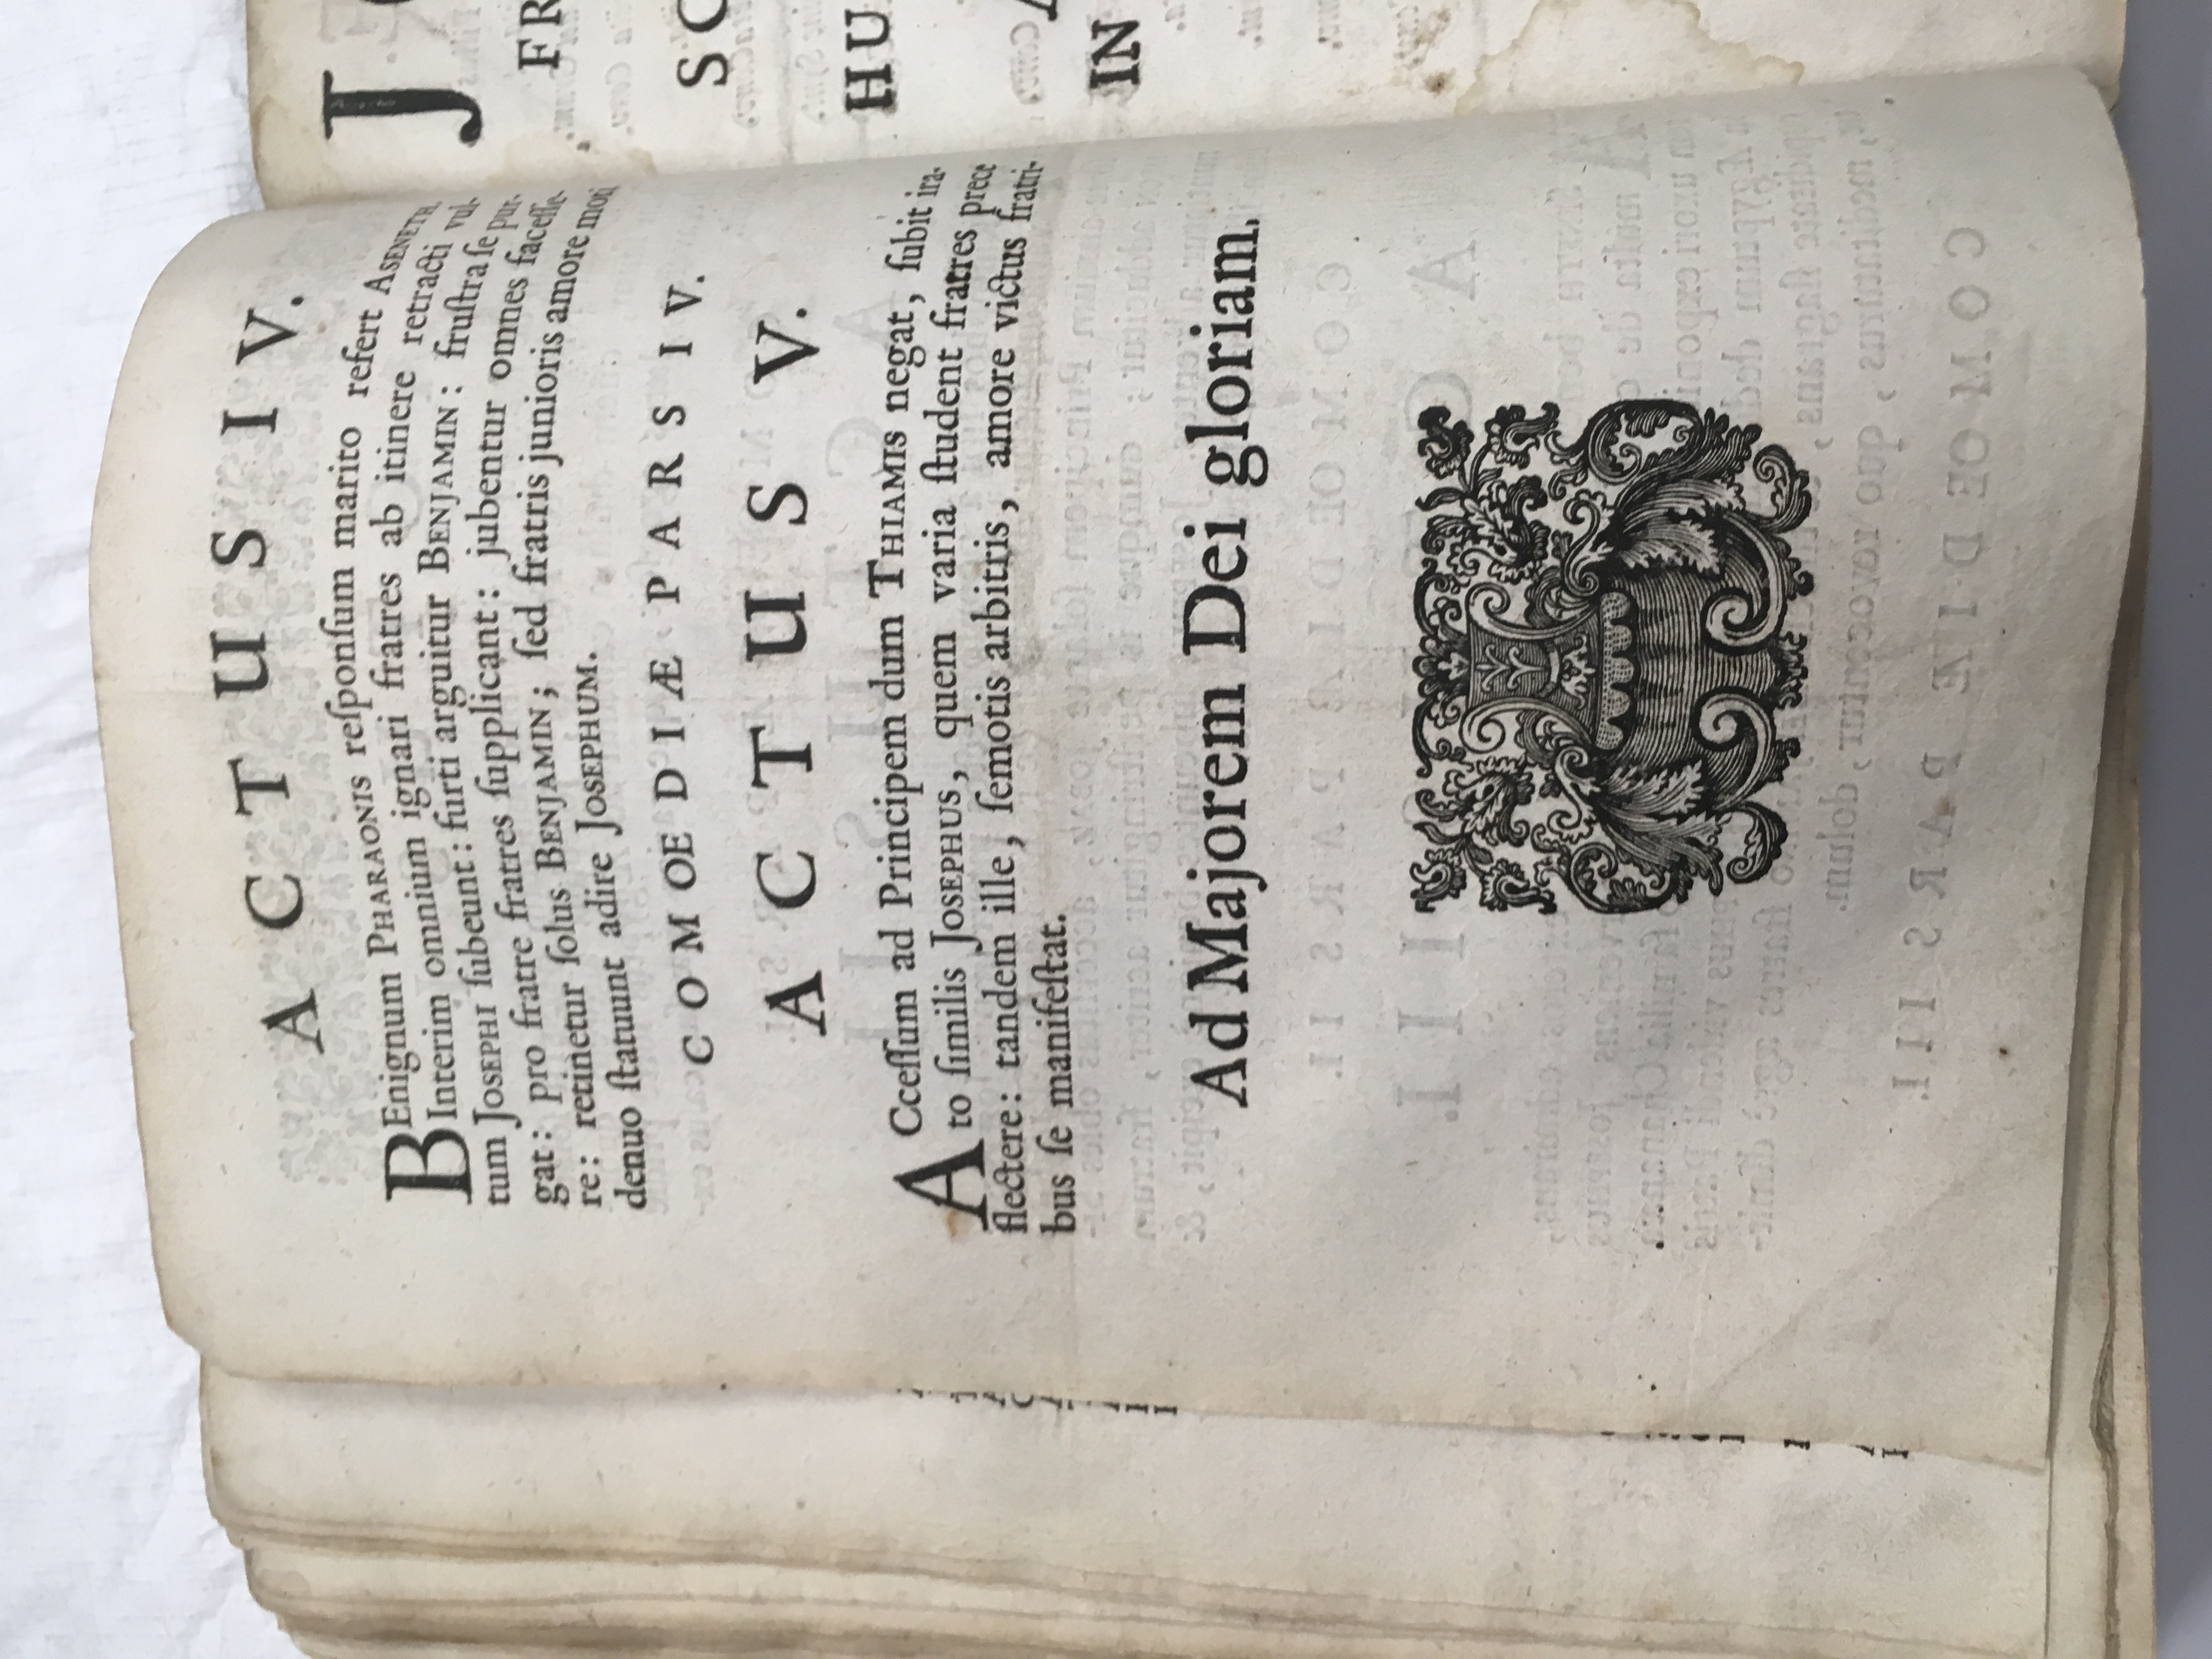 ACTUS IV.
BEnignum PHARAONIS reſponſum marito refert ASENETH.
Interim omnium ignari fratres ab itinere retracti vul-
tum JOSEPHI ſubeunt: furti arguitur BENJAMIN: fruſtra ſe pur-
gat: pro fratre fratres ſupplicant: jubentur omnes faceſſe-
re: retinetur ſolus BENJAMIN; ſed fratris junioris amore moti
denuo ſtatuunt adire JOSEPHUM.
COMOEDIÆ PARS IV.
ACTUS V.
ACceſſum ad Principem dum THIAMIS negat, ſubit ira-
to ſimilis JOSEPHUS, quem varia ſtudent fratres prece
flectere: tandem ille, ſemotis arbitris, amore victus fratri-
bus ſe manifeſtat.
Ad Majorem Dei gloriam.
FR
SC
HU
IN